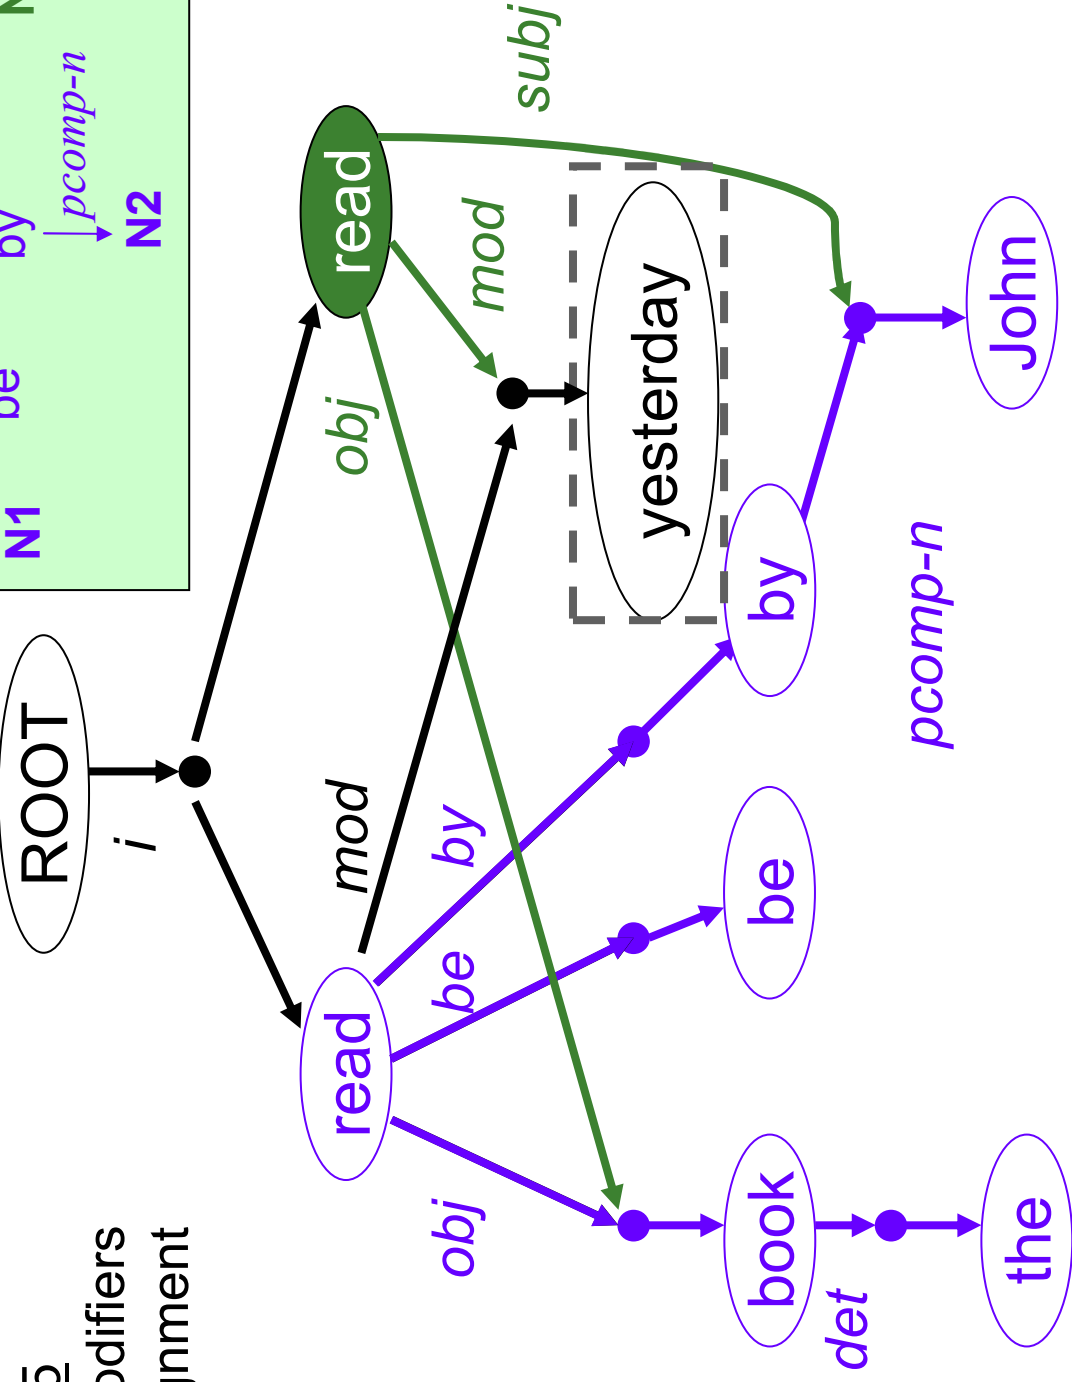 5
ROOT
N1
be
by
N
pcomp-n
odifiers
i
N2
gnment
read
mod
obj
read
obj
be
by
mod
subj
yesterday
book
be
by
det
pcomp-n
the
John